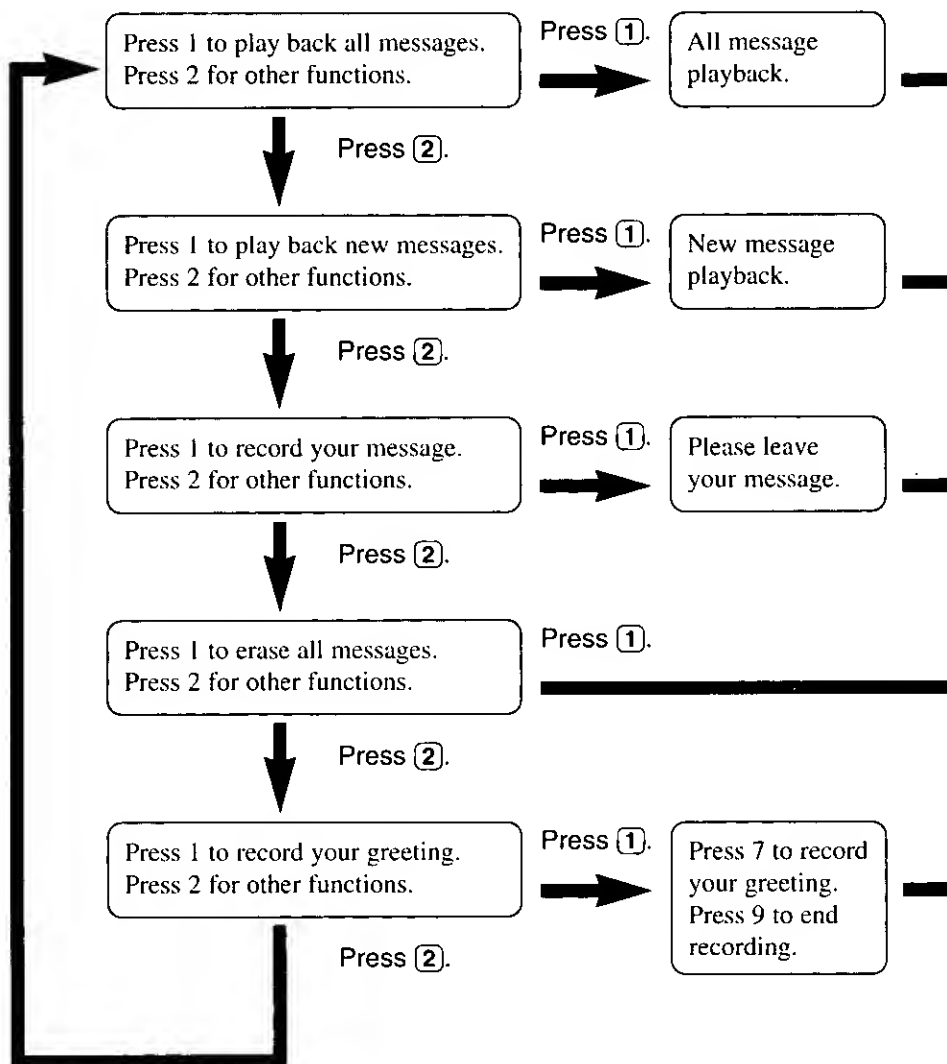 Press 1 to play back all messages.
Press 2 for other functions.
Press 1.
All message
playback.
Press 2.
Press 1 to play back new messages.
Press 2 for other functions.
Press 1.
New message
playback.
Press 2.
Press 1 to record your message.
Press 2 for other functions.
Press 1.
Please leave
your message.
Press 2.
Press 1 to erase all messages.
Press 2 for other functions.
Press 1.
Press 2.
Press 1 to record your greeting.
Press 2 for other functions.
Press 1.
Press 7 to record
your greeting.
Press 9 to end
recording.
Press 2.